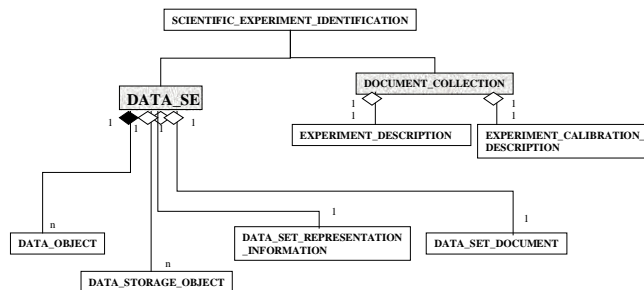 SCIENTIFIC_EXPERIMENT_IDENTIFICATION
DATA_SE
DOCUMENT_COLLECTION
1
1
1
1
1
1
1
1
EXPERIMENT_DESCRIPTION
EXPERIMENT_CALIBRATION_
DESCRIPTION
n
1
1
DATA_OBJECT
DATA_SET_REPRESENTATION
_INFORMATION
DATA_SET_DOCUMENT
n
DATA_STORAGE_OBJECT